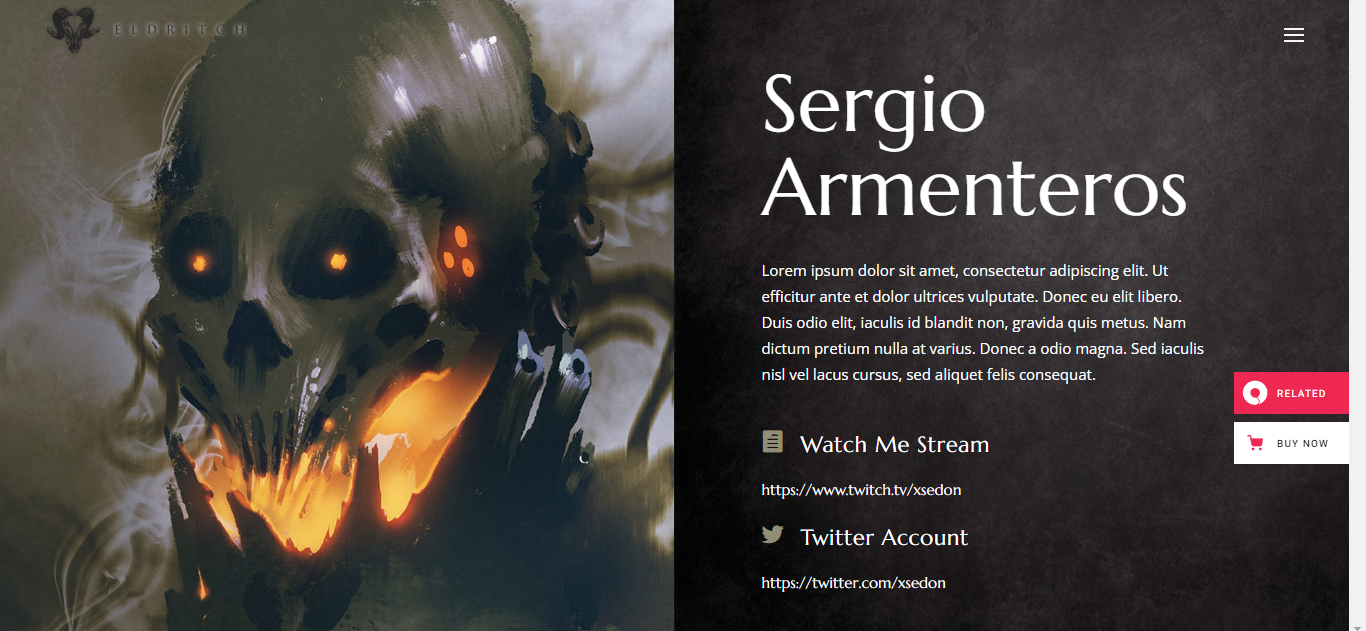 ELDRITCH
Sergio
Armenteros
Lorem ipsum dolor sit amet, consectetur adipiscing elit. Ut
efficitur ante et dolor ultrices vulputate. Donec eu elit libero.
Duis odio elit, iaculis id blandit non, gravida quis metus. Nam
dictum pretium nulla at varius. Donec a odio magna. Sed iaculis
nisl vel lacus cursus, sed aliquet felis consequat.
RELATED
BUY NOW
Watch Me Stream
https://www.twitch.tv/xsedon
Twitter Account
https://twitter.com/xsedon